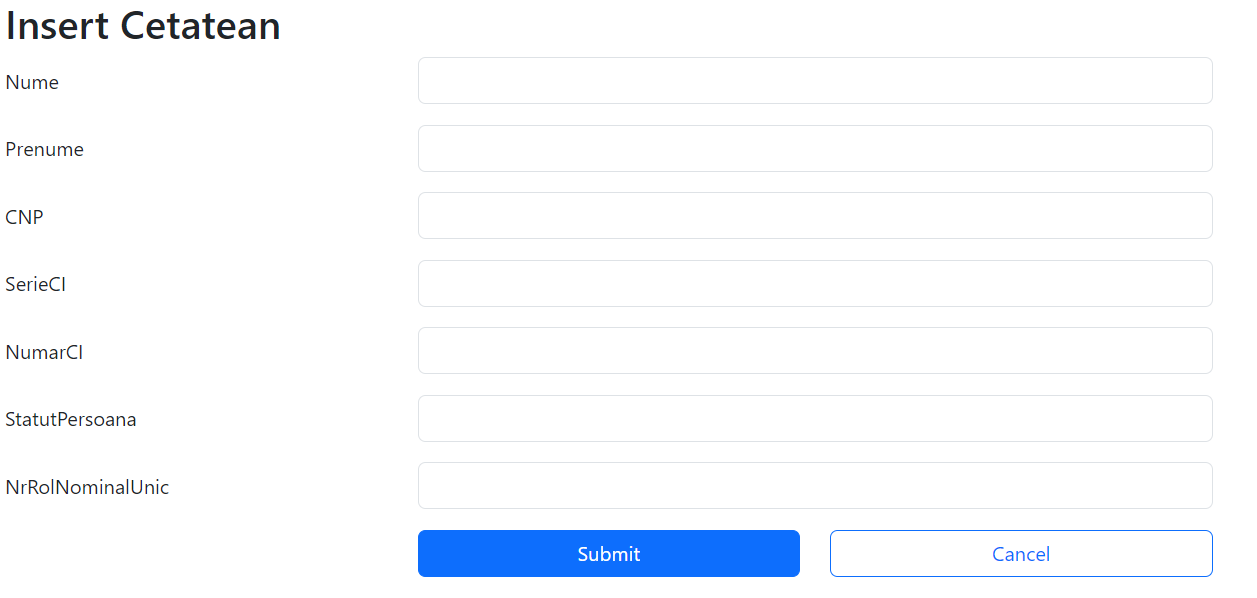 Insert Cetatean
Nume
Prenume
CNP
SerieCI
NumarCI
StatutPersoana
NrRolNominalUnic
Submit
Cancel